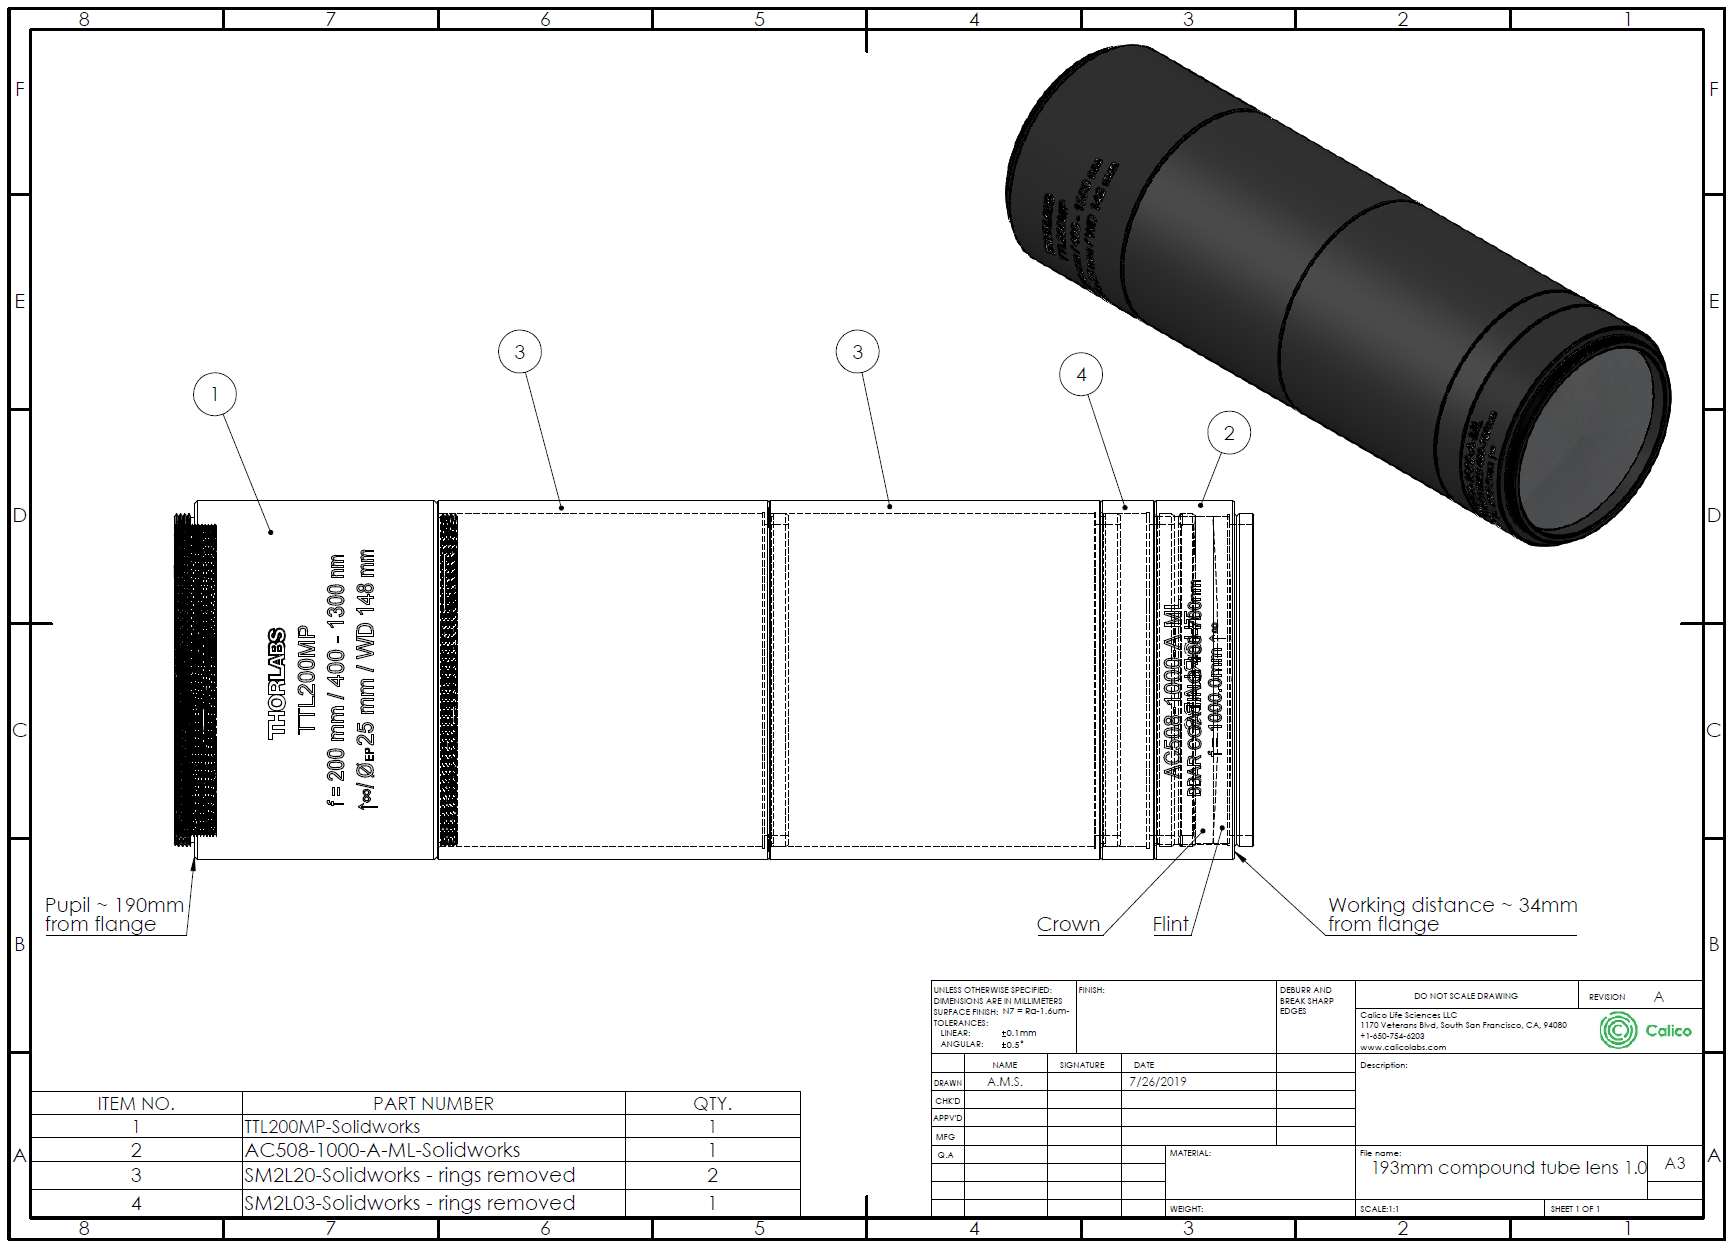 8 7 6 5 4 3 2 1
F F
E E
D D
C C
B B
A A
1
3
3
4
2
THORLABS
TTL200MP
f = 200 mm / 400 - 1300 nm
↑∞/ ØEP 25 mm / WD 148 mm
AC508-1000-A-ML
f = 1000.0mm ↑∞
Pupil ~ 190mm
from flange
Crown
Flint
Working distance ~ 34mm
from flange
ITEM NO. PART NUMBER QTY.
1 TTL200MP-Solidworks 1
2 AC508-1000-A-ML-Solidworks 1
3 SM2L20-Solidworks - rings removed 2
4 SM2L03-Solidworks - rings removed 1
UNLESS OTHERWISE SPECIFIED:
DIMENSIONS ARE IN MILLIMETERS
SURFACE FINISH: N7 = Ra-1.6um-
TOLERANCES:
LINEAR: ±0.1mm
ANGULAR: ±0.5°
FINISH:
DEBURR AND
BREAK SHARP
EDGES
DO NOT SCALE DRAWING
REVISION A
Calico Life Sciences LLC
1170 Veterans Blvd, South San Francisco, CA, 94080
+1-650-754-6203
www.calicolabs.com
Calico
NAME SIGNATURE DATE
DRAWN A.M.S. 7/26/2019
CHK'D
APPV'D
MFG
Q.A
MATERIAL:
WEIGHT:
Description:
File name:
193mm compound tube lens 1.0
A3
SCALE:1:1
SHEET 1 OF 1
8 7 6 5 4 3 2 1